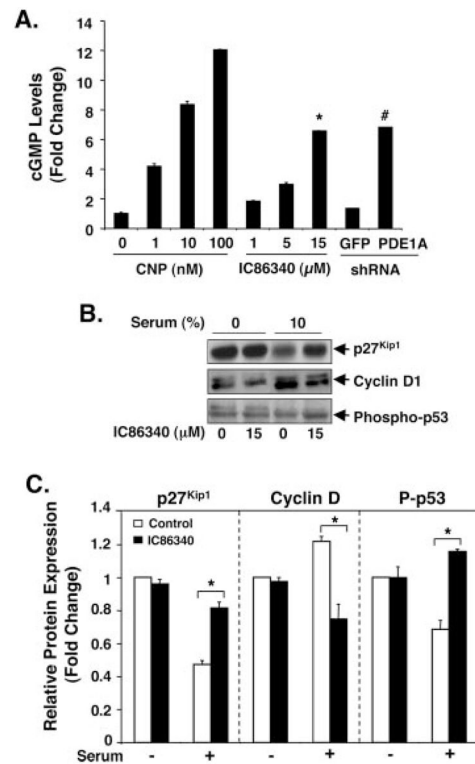 A.
cGMP Levels
(Fold Change)
14
12
10
8
6
4
2
0
* #
0 1 10 100 1 5 15 GFP PDE1A
CNP (nM) IC86340 (µM) shRNA
B.
Serum (%) 0 10
p27Kip1
Cyclin D1
Phospho-p53
IC86340 (µM) 0 15 0 15
C.
p27Kip1 Cyclin D P-p53
Relative Protein Expression
(Fold Change)
1.4
1.2
1
0.8
0.6
0.4
0.2
0
Control
IC86340
* * *
Serum - + - + - +